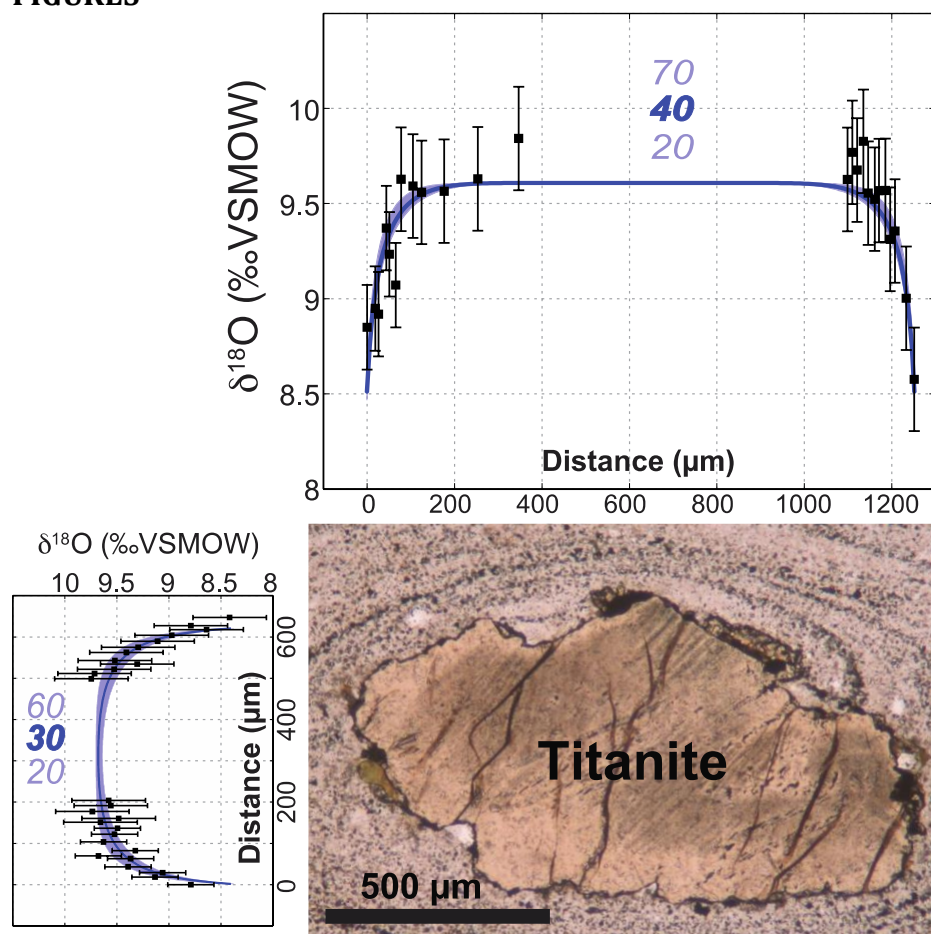 FIGURES
δ18O (‰VSMOW)
10
9.5
9
8.5
8
70
40
20
Distance (µm)
0 200 400 600 800 1000 1200
δ18O (‰VSMOW)
10 9.5 9 8.5 8
60
30
20
Distance (µm)
600
400
200
0
Titanite
500 µm